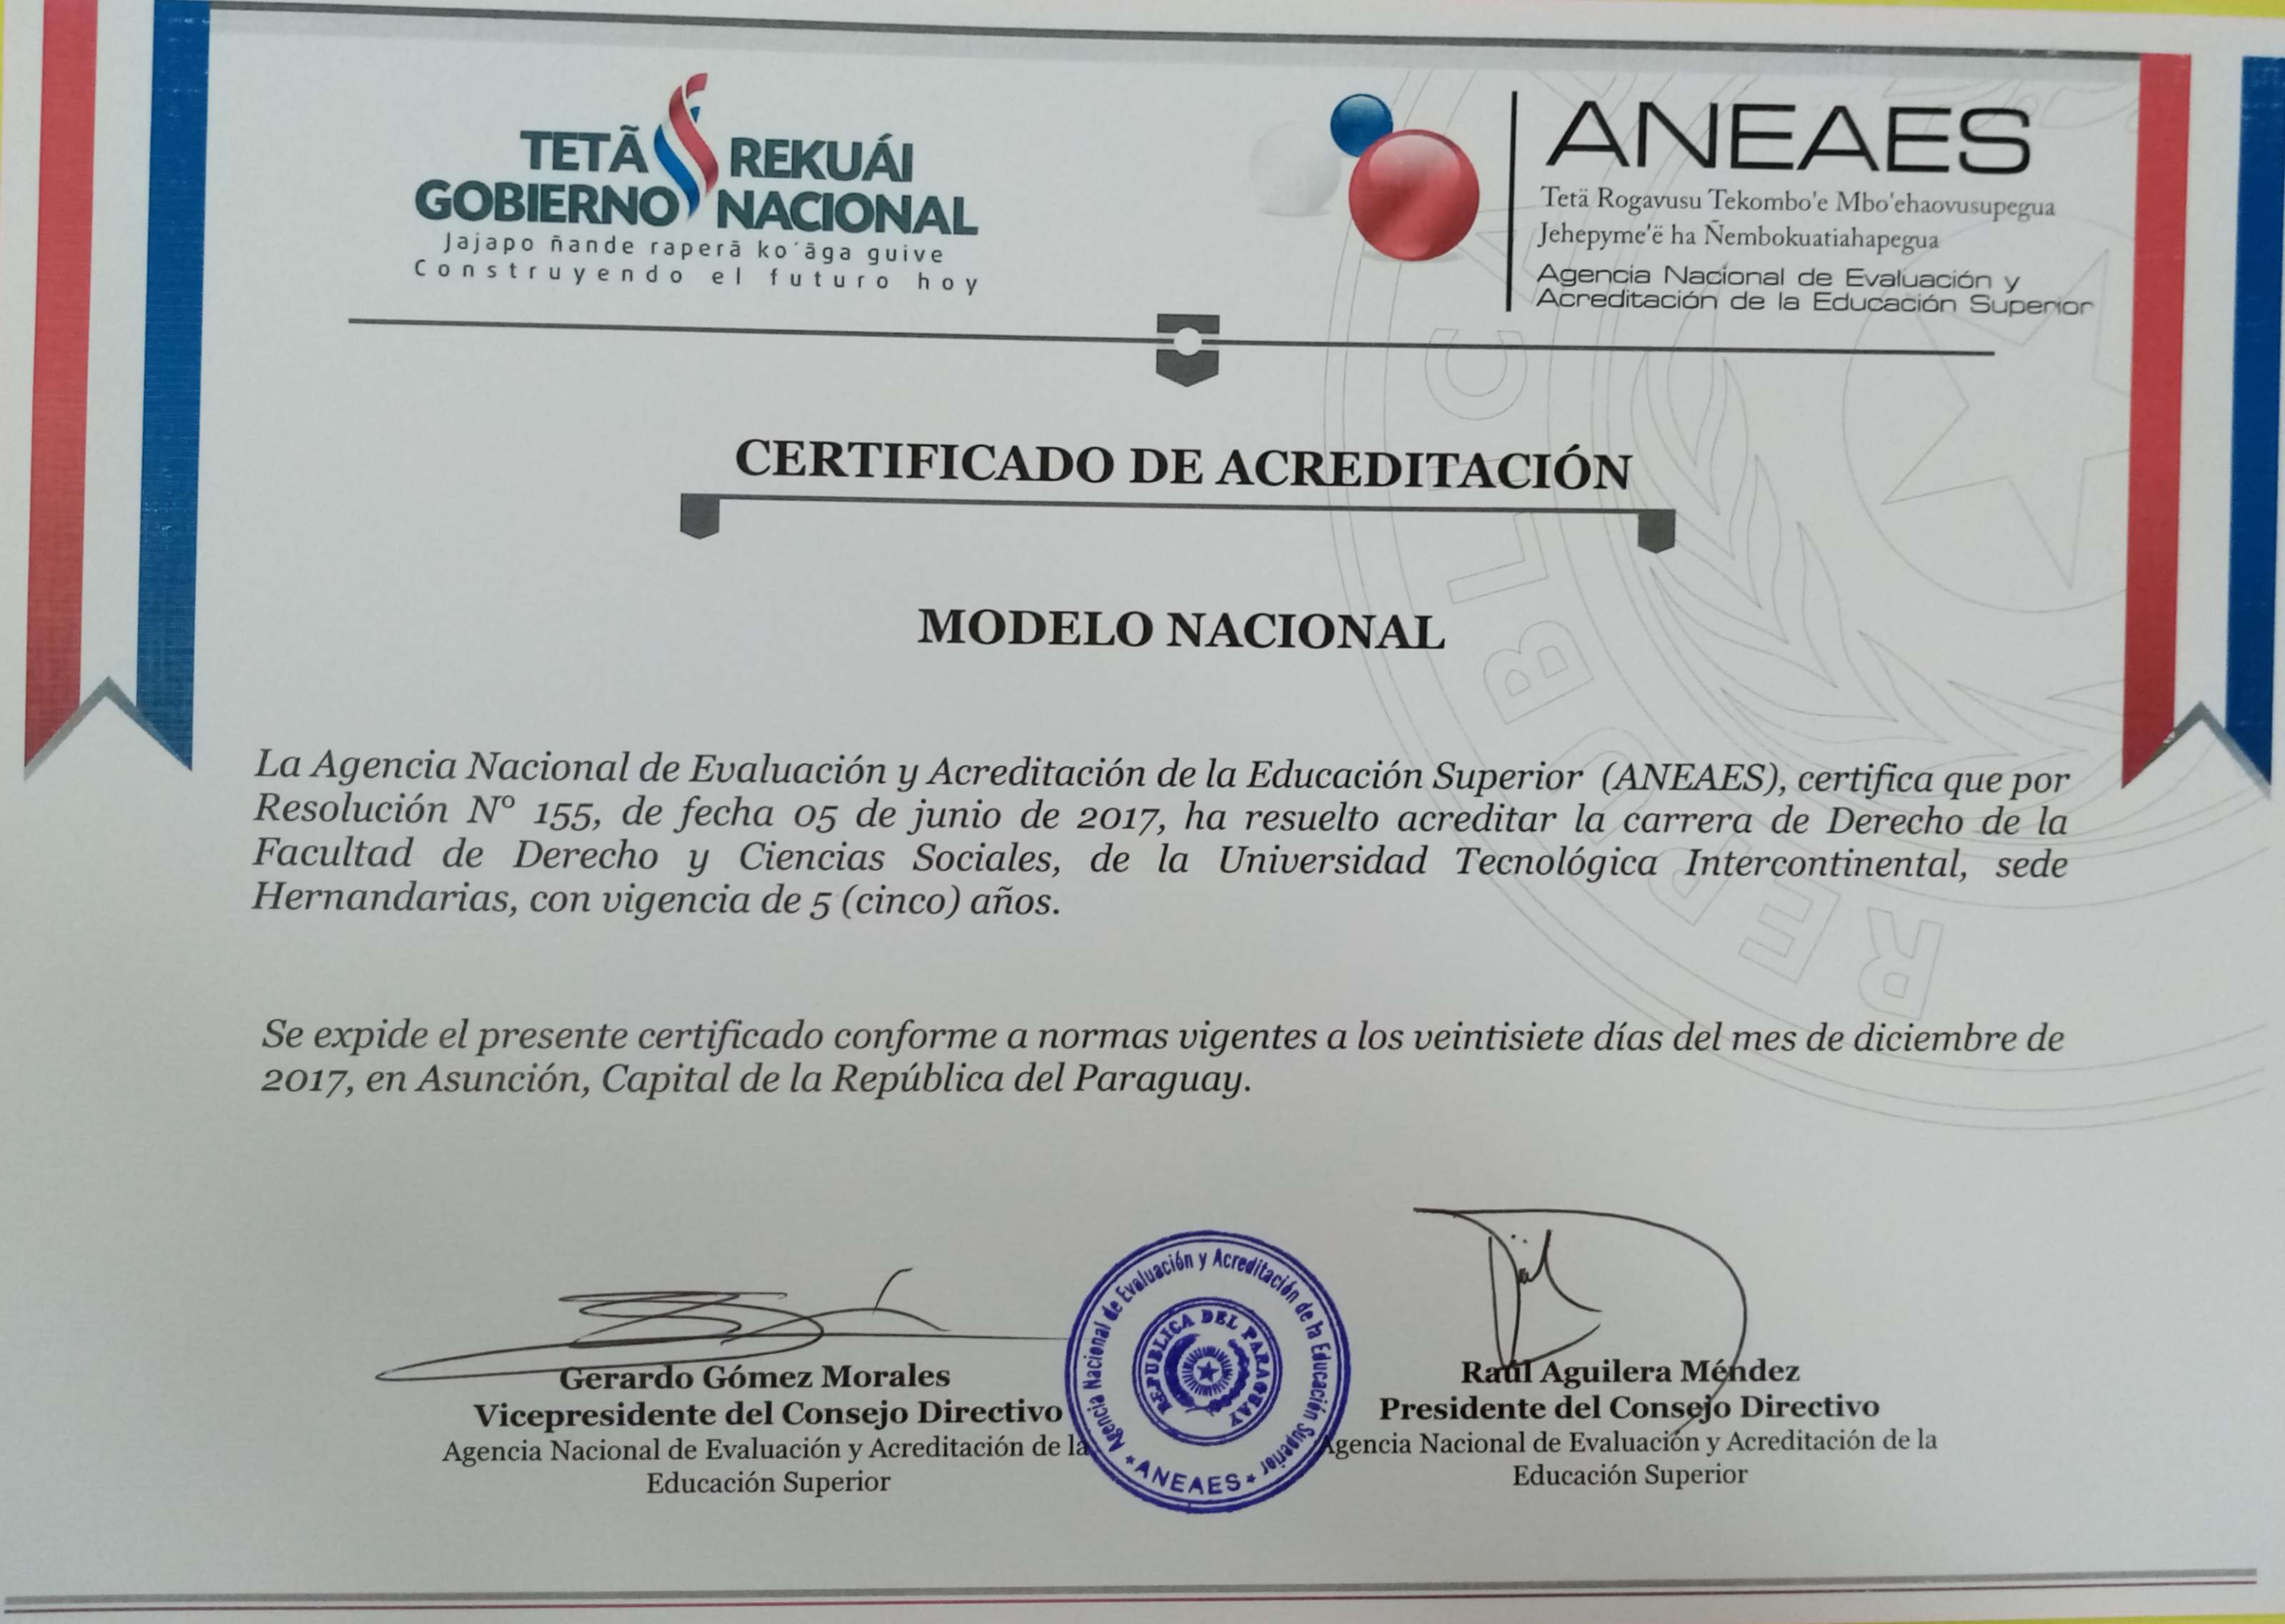 TETÃ REKUÁI
GOBIERNO NACIONAL
Jajapo ñande raperã ko´ãga guive
Construyendo el futuro hoy
ANEAES
Tetä Rogavusu Tekombo'e Mbo'ehaovusupegua
Jehepyme'ë ha Ñembokuatiahapegua
Agencia Nacional de Evaluación y
Acreditación de la Educación Superior
CERTIFICADO DE ACREDITACIÓN
MODELO NACIONAL
La Agencia Nacional de Evaluación y Acreditación de la Educación Superior (ANEAES), certifica que por
Resolución Nº 155, de fecha 05 de junio de 2017, ha resuelto acreditar la carrera de Derecho de la
Facultad de Derecho y Ciencias Sociales, de la Universidad Tecnológica Intercontinental, sede
Hernandarias, con vigencia de 5 (cinco) años.
Se expide el presente certificado conforme a normas vigentes a los veintisiete días del mes de diciembre de
2017, en Asunción, Capital de la República del Paraguay.
Gerardo Gómez Morales
Vicepresidente del Consejo Directivo
Agencia Nacional de Evaluación y Acreditación de la
Educación Superior
Agencia Nacional de Evaluación y Acreditación de la Educación Superior
REPUBLICA DEL PARAGUAY
* ANEAES *
Raúl Aguilera Méndez
Presidente del Consejo Directivo
Agencia Nacional de Evaluación y Acreditación de la
Educación Superior
REPUBLIC